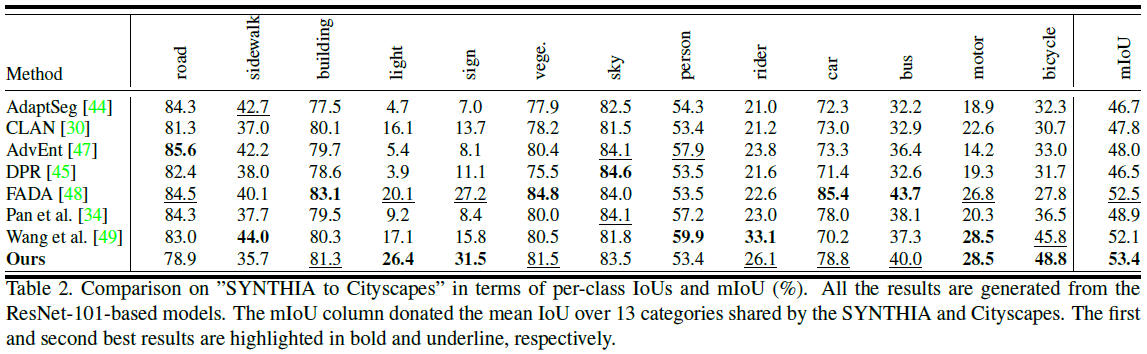 Method road sidewalk building light sign vege. sky person rider car bus motor bicycle mIoU
AdaptSeg [44] 84.3 42.7 77.5 4.7 7.0 77.9 82.5 54.3 21.0 72.3 32.2 18.9 32.3 46.7
CLAN [30] 81.3 37.0 80.1 16.1 13.7 78.2 81.5 53.4 21.2 73.0 32.9 22.6 30.7 47.8
AdvEnt [47] 85.6 42.2 79.7 5.4 8.1 80.4 84.1 57.9 23.8 73.3 36.4 14.2 33.0 48.0
DPR [45] 82.4 38.0 78.6 3.9 11.1 75.5 84.6 53.5 21.6 71.4 32.6 19.3 31.7 46.5
FADA [48] 84.5 40.1 83.1 20.1 27.2 84.8 84.0 53.5 22.6 85.4 43.7 26.8 27.8 52.5
Pan et al. [34] 84.3 37.7 79.5 9.2 8.4 80.0 84.1 57.2 23.0 78.0 38.1 20.3 36.5 48.9
Wang et al. [49] 83.0 44.0 80.3 17.1 15.8 80.5 81.8 59.9 33.1 70.2 37.3 28.5 45.8 52.1
Ours 78.9 35.7 81.3 26.4 31.5 81.5 83.5 53.4 26.1 78.8 40.0 28.5 48.8 53.4
Table 2. Comparison on ”SYNTHIA to Cityscapes” in terms of per-class IoUs and mIoU (%). All the results are generated from the
ResNet-101-based models. The mIoU column donated the mean IoU over 13 categories shared by the SYNTHIA and Cityscapes. The first
and second best results are highlighted in bold and underline, respectively.